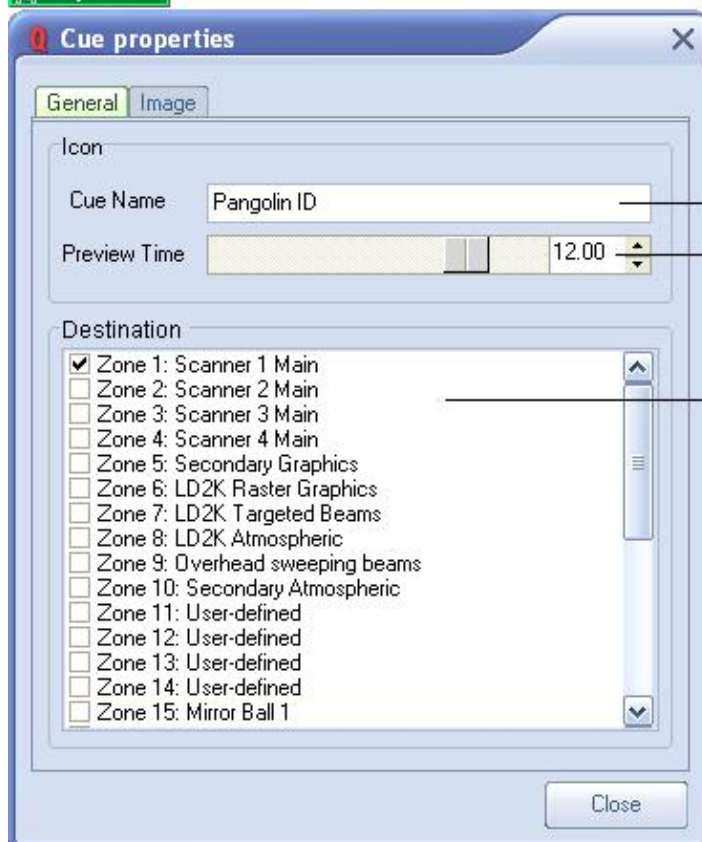 Cue properties
General Image
Icon
Cue Name Pangolin ID
Preview Time 12.00
Destination
Zone 1: Scanner 1 Main
Zone 2: Scanner 2 Main
Zone 3: Scanner 3 Main
Zone 4: Scanner 4 Main
Zone 5: Secondary Graphics
Zone 6: LD2K Raster Graphics
Zone 7: LD2K Targeted Beams
Zone 8: LD2K Atmospheric
Zone 9: Overhead sweeping beams
Zone 10: Secondary Atmospheric
Zone 11: User-defined
Zone 12: User-defined
Zone 13: User-defined
Zone 14: User-defined
Zone 15: Mirror Ball 1
Close